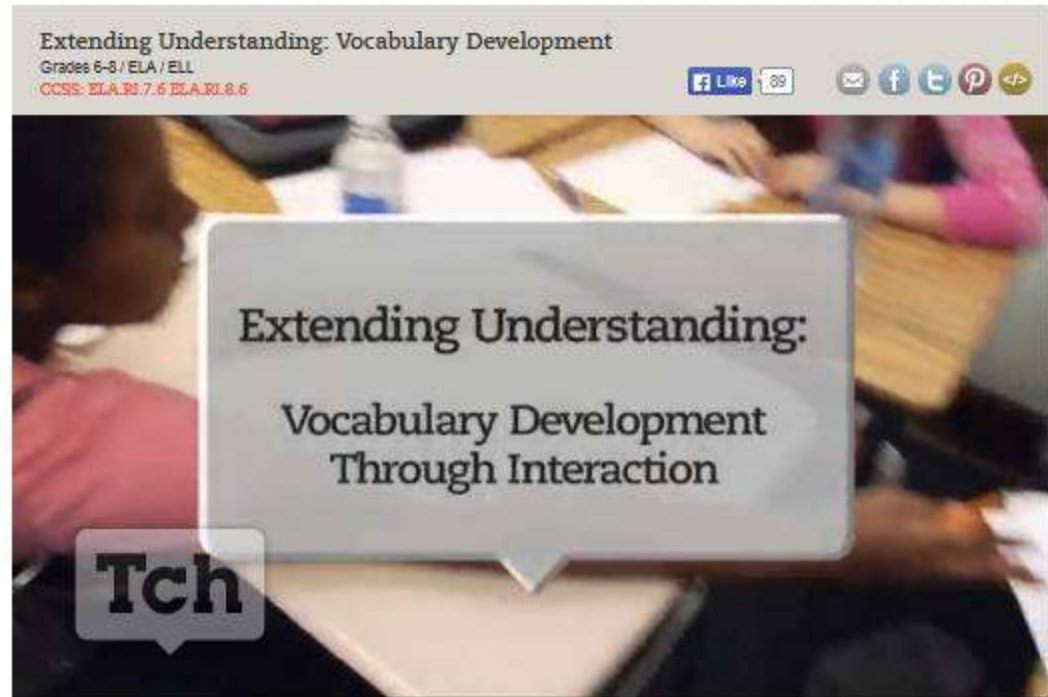 Extending Understanding: Vocabulary Development
Grades 6-8 / ELA / ELL
CCSS: ELA.RI.7.6 ELA.RI.8.6
Like 89
Extending Understanding:
Vocabulary Development
Through Interaction
Tch